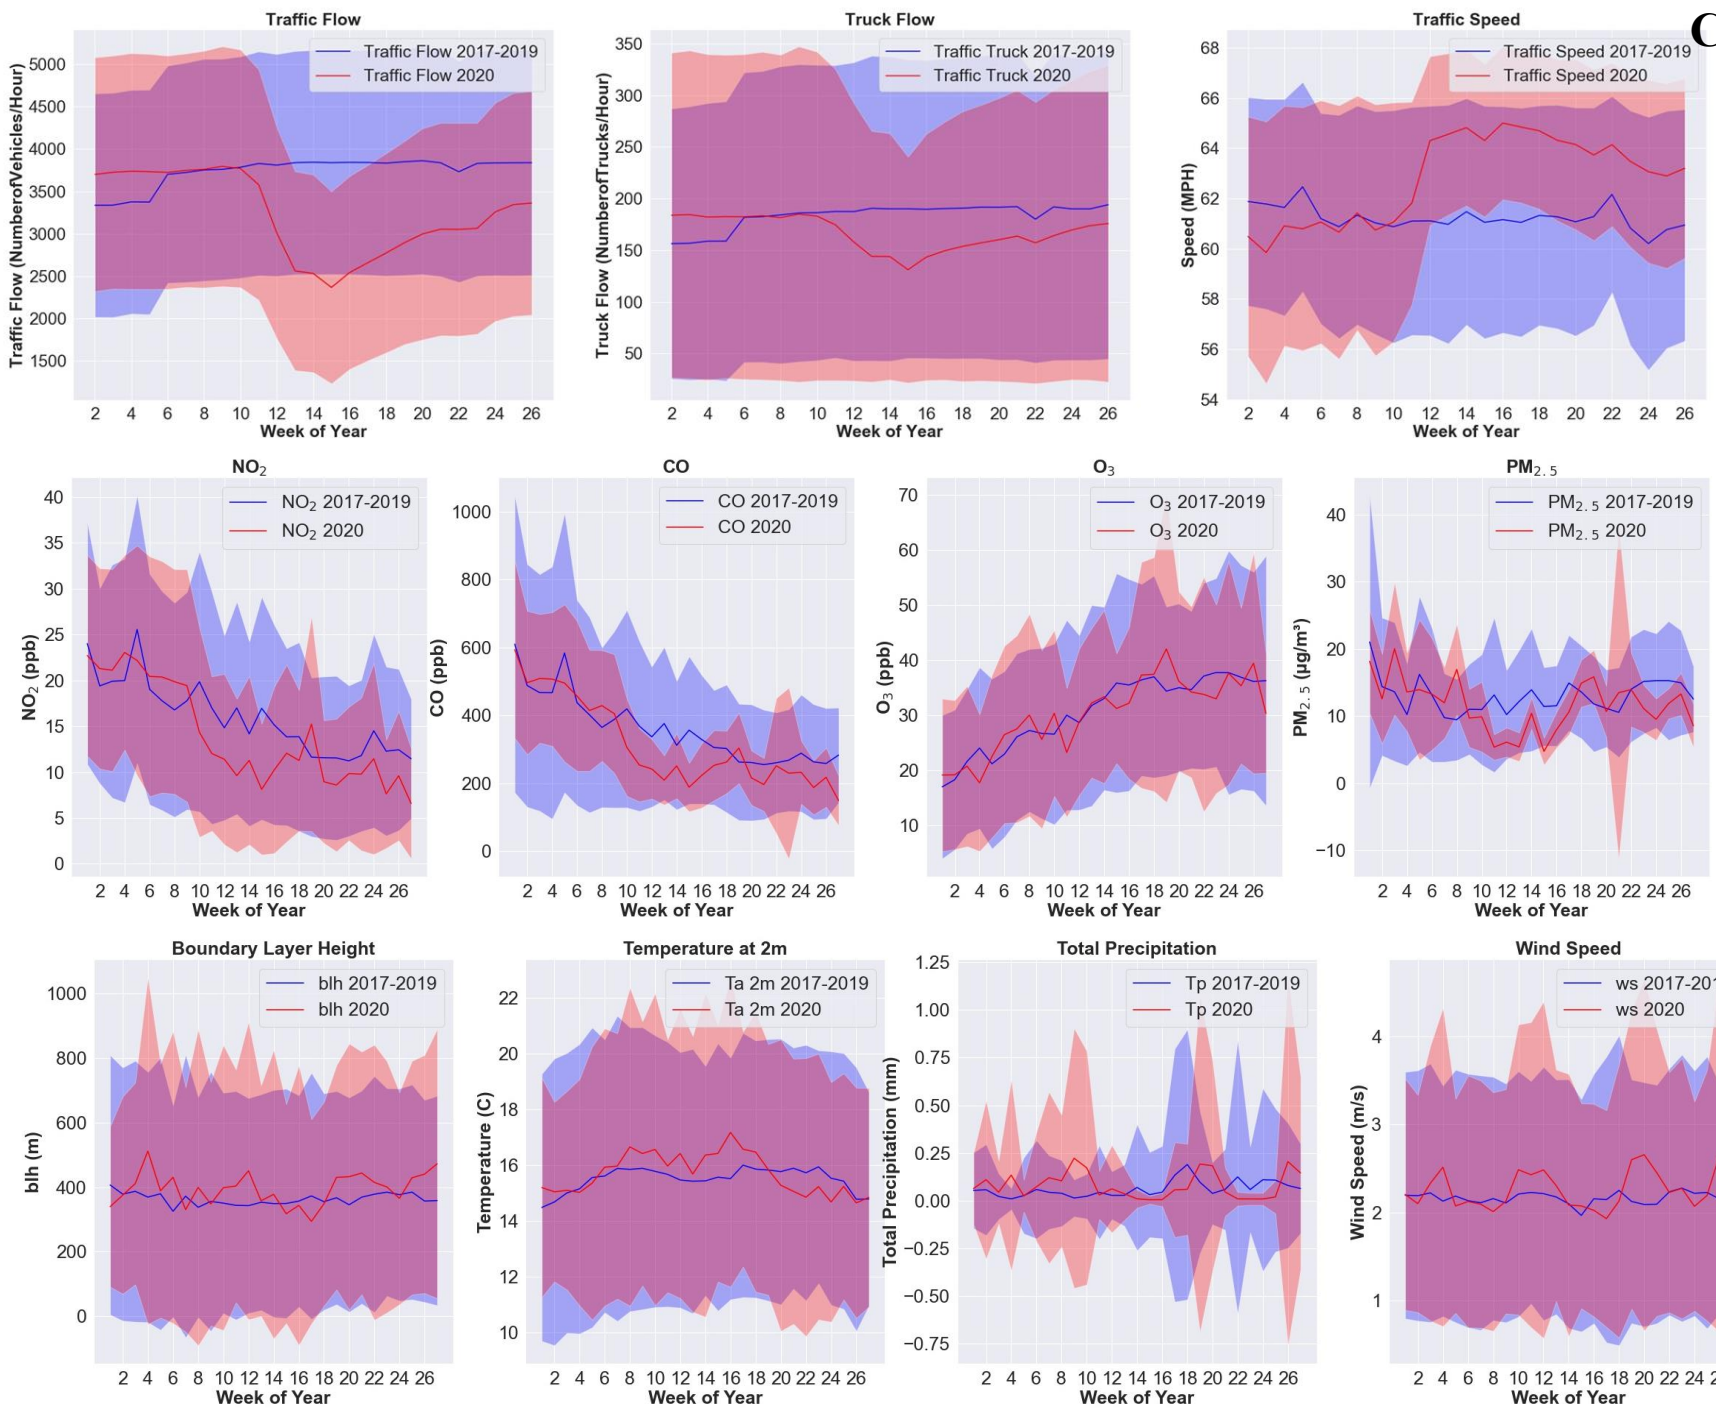 Traffic Flow
Traffic Flow (NumberofVehicles/Hour)
5000
4500
4000
3500
3000
2500
2000
1500
Traffic Flow 2017-2019
Traffic Flow 2020
2 4 6 8 10 12 14 16 18 20 22 24 26
Week of Year
Truck Flow
Truck Flow (NumberofTrucks/Hour)
350
300
250
200
150
100
50
Traffic Truck 2017-2019
Traffic Truck 2020
2 4 6 8 10 12 14 16 18 20 22 24 26
Week of Year
Traffic Speed
C
Speed (MPH)
68
66
64
62
60
58
56
54
Traffic Speed 2017-2019
Traffic Speed 2020
2 4 6 8 10 12 14 16 18 20 22 24 26
Week of Year
NO₂
NO₂ (ppb)
40
35
30
25
20
15
10
5
0
NO₂ 2017-2019
NO₂ 2020
2 4 6 8 10 12 14 16 18 20 22 24 26
Week of Year
CO
CO (ppb)
1000
800
600
400
200
0
CO 2017-2019
CO 2020
2 4 6 8 10 12 14 16 18 20 22 24 26
Week of Year
O₃
O₃ (ppb)
70
60
50
40
30
20
10
O₃ 2017-2019
O₃ 2020
2 4 6 8 10 12 14 16 18 20 22 24 26
Week of Year
PM₂.₅
PM₂.₅ (µg/m³)
40
30
20
10
0
−10
PM₂.₅ 2017-2019
PM₂.₅ 2020
2 4 6 8 10 12 14 16 18 20 22 24 26
Week of Year
Boundary Layer Height
blh (m)
1000
800
600
400
200
0
blh 2017-2019
blh 2020
2 4 6 8 10 12 14 16 18 20 22 24 26
Week of Year
Temperature at 2m
Temperature (C)
22
20
18
16
14
12
10
Ta 2m 2017-2019
Ta 2m 2020
2 4 6 8 10 12 14 16 18 20 22 24 26
Week of Year
Total Precipitation
Total Precipitation (mm)
1.25
1.00
0.75
0.50
0.25
0.00
−0.25
−0.50
−0.75
Tp 2017-2019
Tp 2020
2 4 6 8 10 12 14 16 18 20 22 24 26
Week of Year
Wind Speed
Wind Speed (m/s)
4
3
2
1
ws 2017-201
ws 2020
2 4 6 8 10 12 14 16 18 20 22 24 2
Week of Year